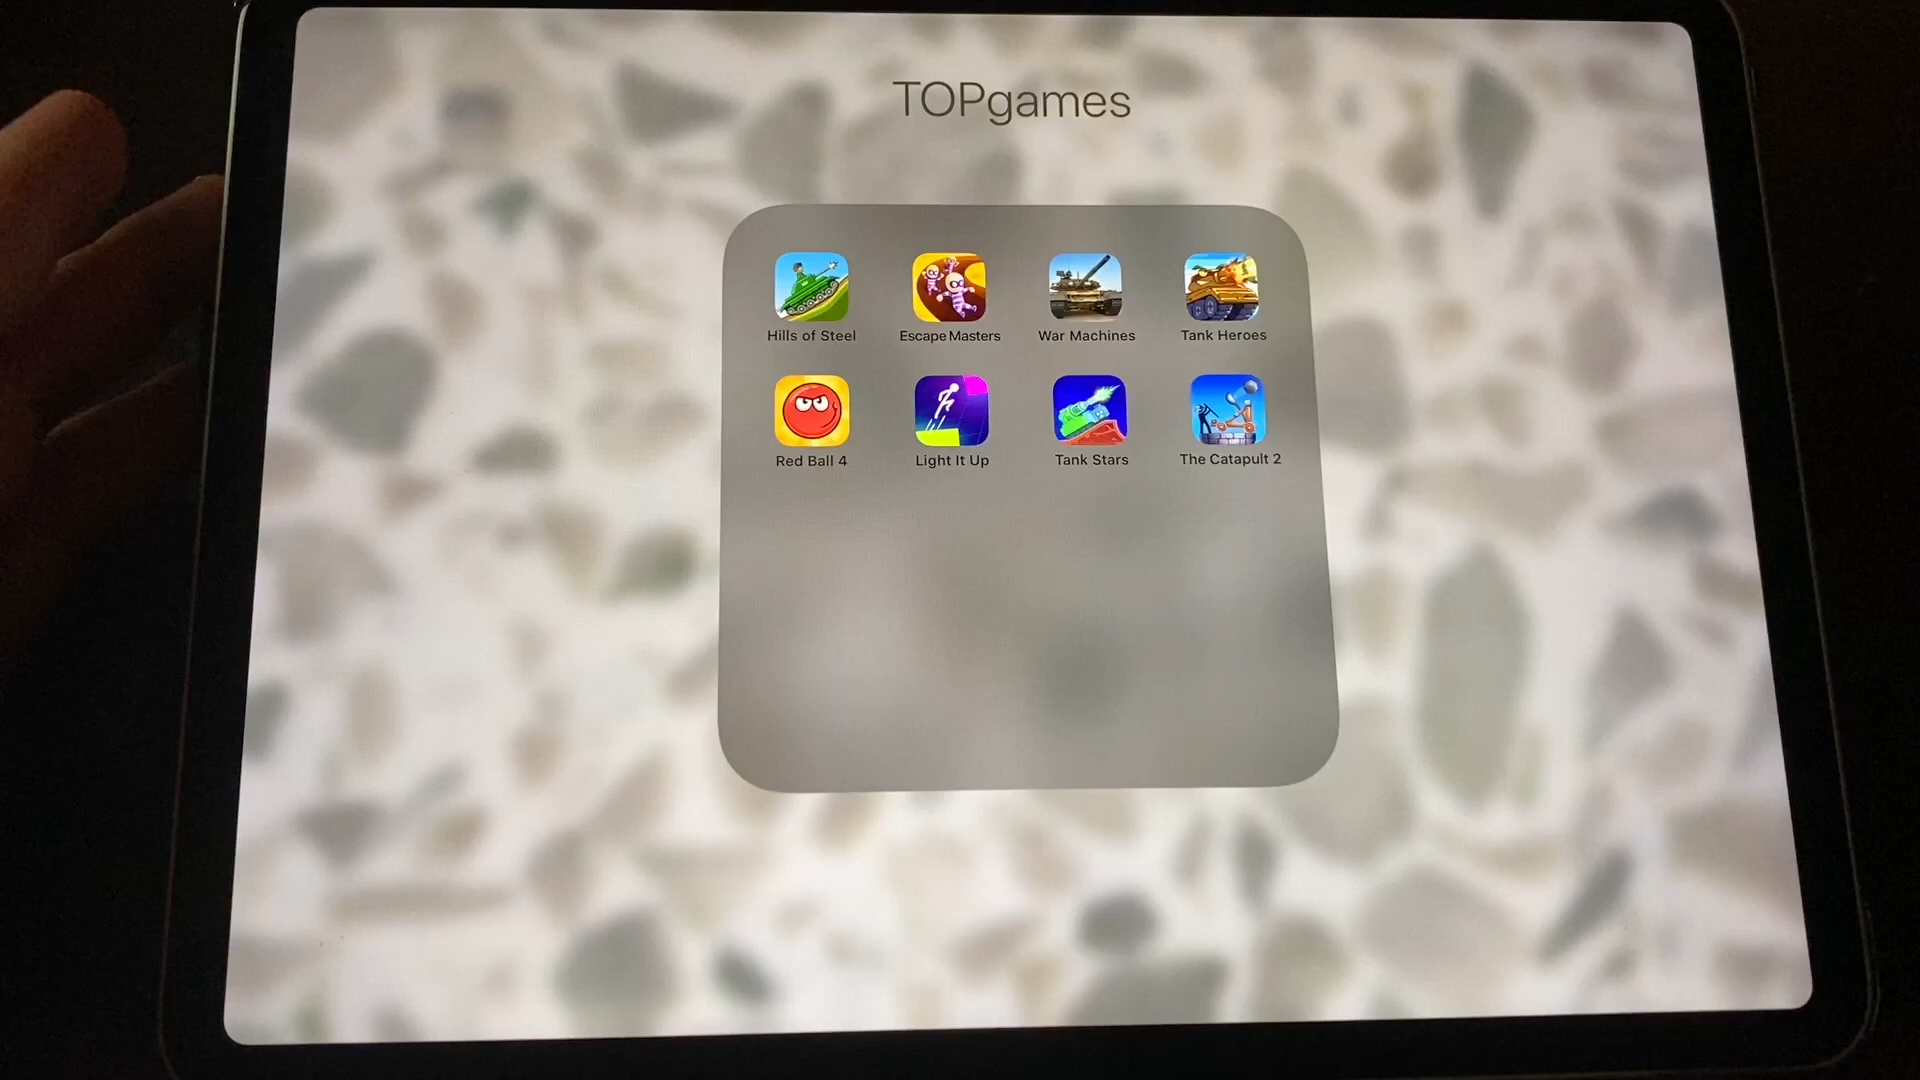 TOPgames
Hills of Steel
Escape Masters
War Machines
Tank Heroes
Red Ball 4
Light It Up
Tank Stars
The Catapult 2